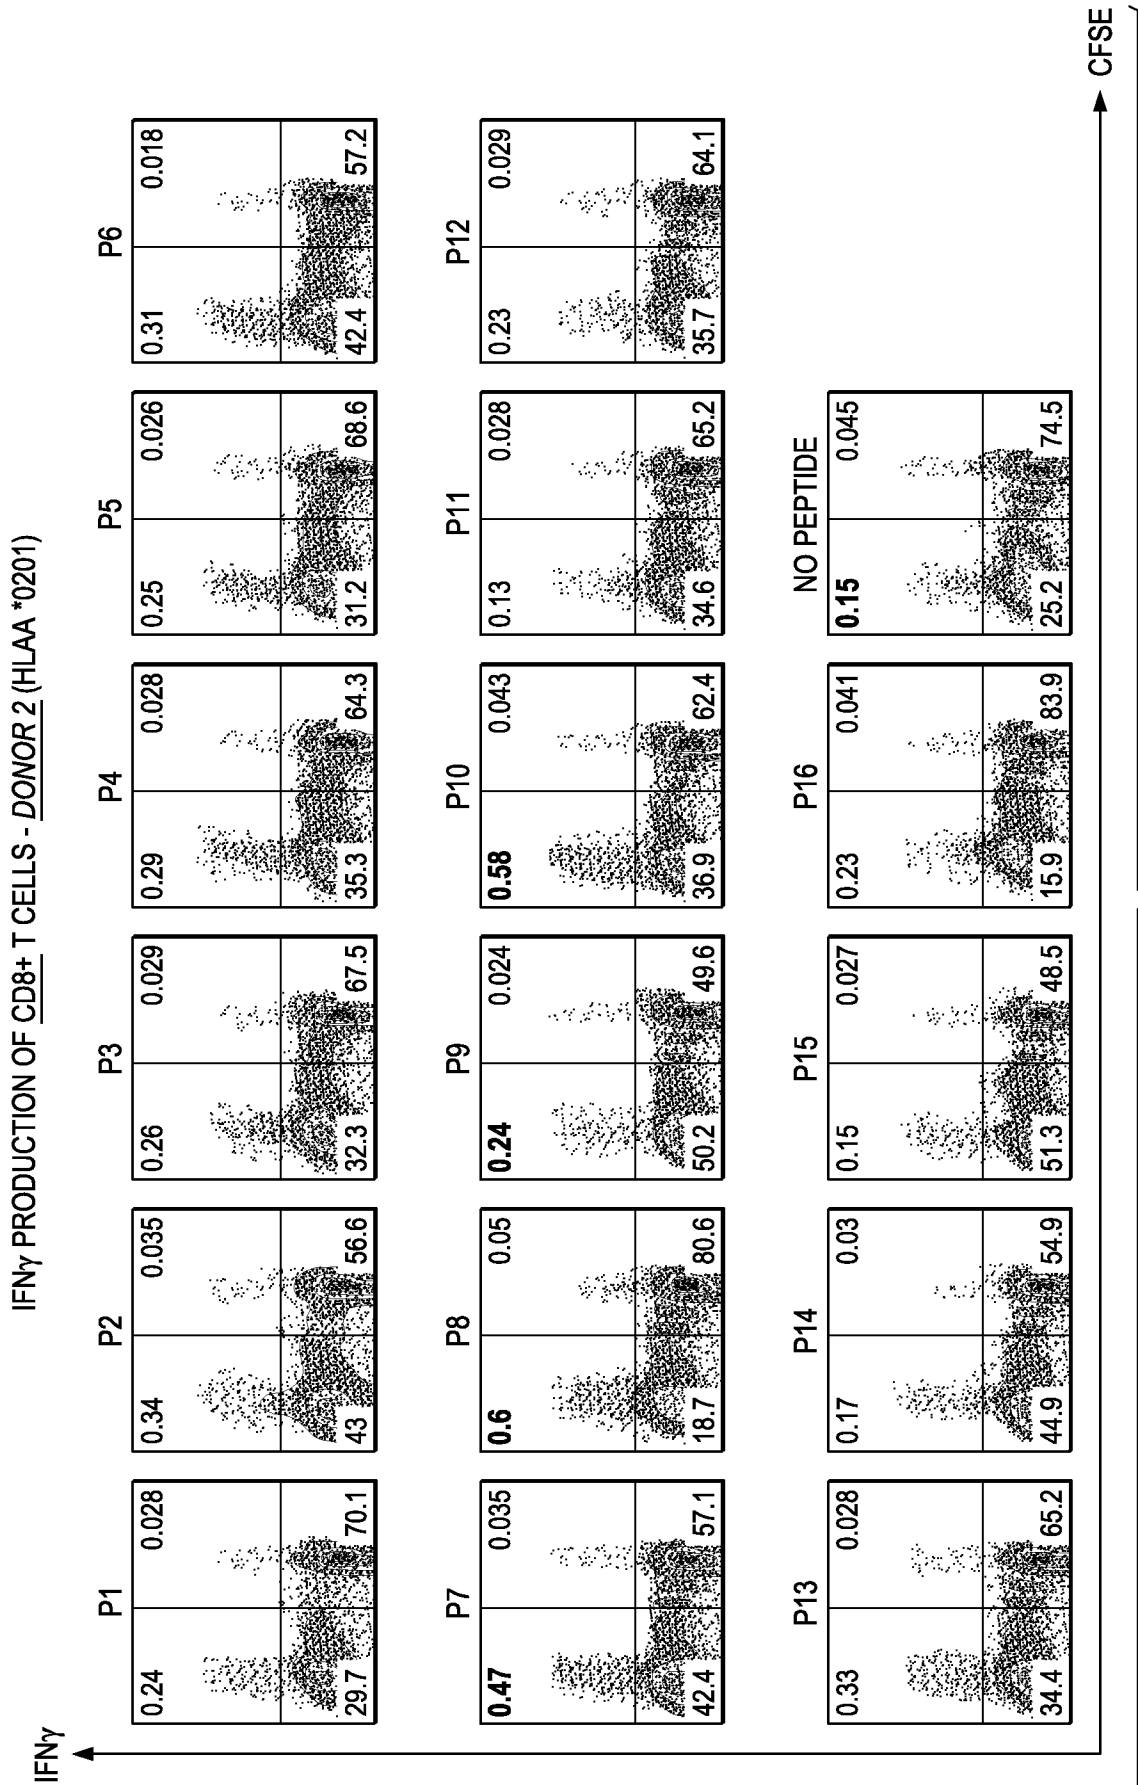 IFNγ PRODUCTION OF CD8+ T CELLS - DONOR 2 (HLAA *0201)
IFNγ
P1
0.24 0.028
29.7 70.1
P2
0.34 0.035
43 56.6
P3
0.26 0.029
32.3 67.5
P4
0.29 0.028
35.3 64.3
P5
0.25 0.026
31.2 68.6
P6
0.31 0.018
42.4 57.2
P7
0.47 0.035
42.4 57.1
P8
0.6 0.05
18.7 80.6
P9
0.24 0.024
50.2 49.6
P10
0.58 0.043
36.9 62.4
P11
0.13 0.028
34.6 65.2
P12
0.23 0.029
35.7 64.1
P13
0.33 0.028
34.4 65.2
P14
0.17 0.03
44.9 54.9
P15
0.15 0.027
51.3 48.5
P16
0.23 0.041
15.9 83.9
NO PEPTIDE
0.15 0.045
25.2 74.5
CFSE